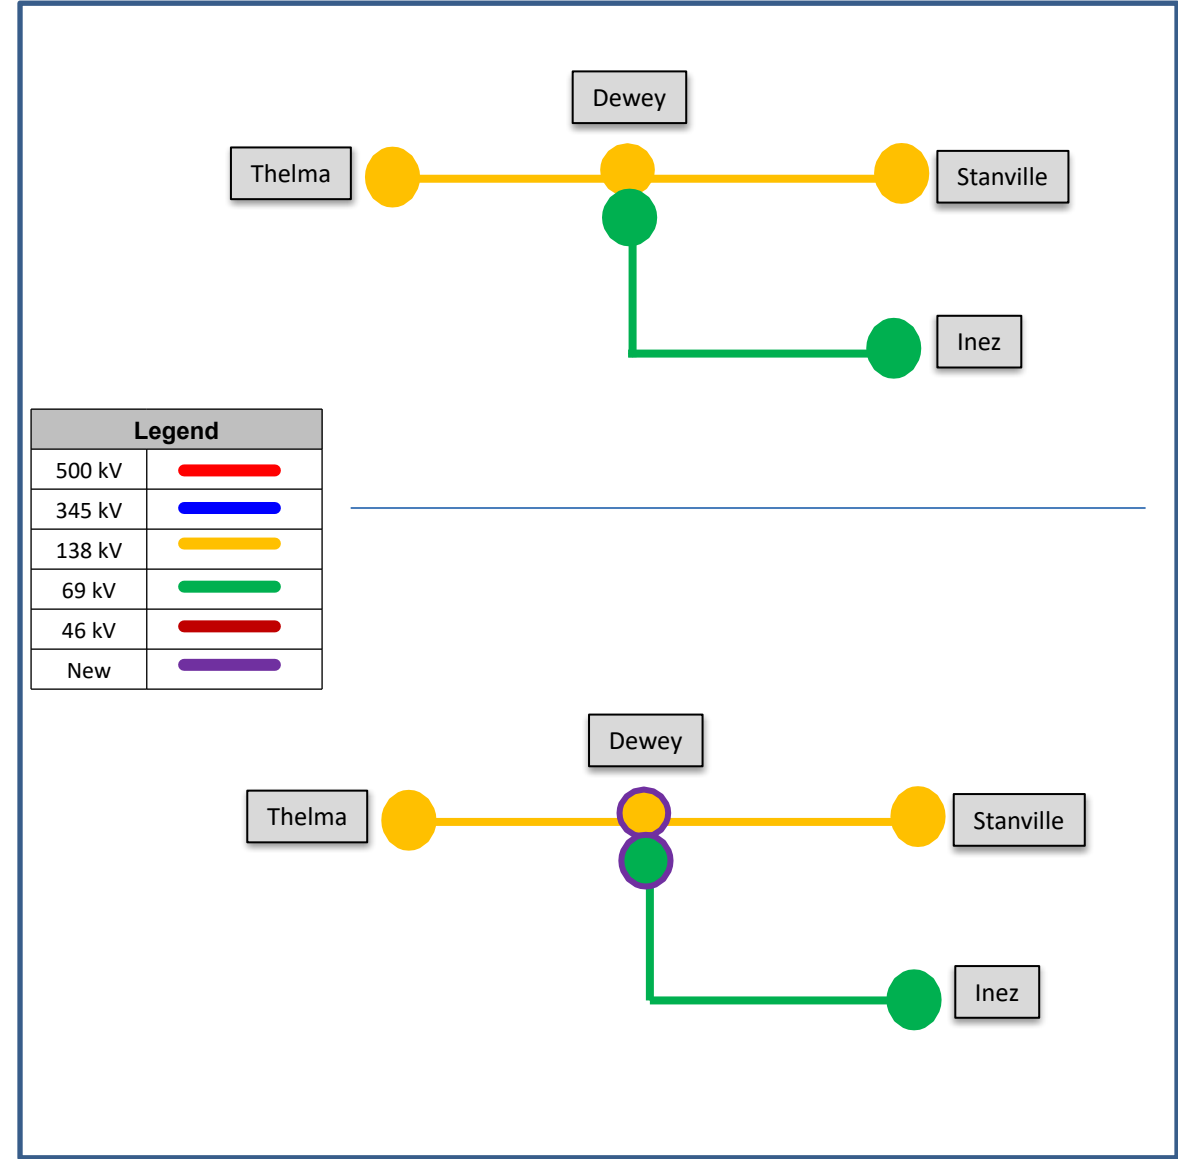 Dewey
Thelma
Stanville
Inez
Legend
500 kV
345 kV
138 kV
69 kV
46 kV
New
Dewey
Thelma
Stanville
Inez